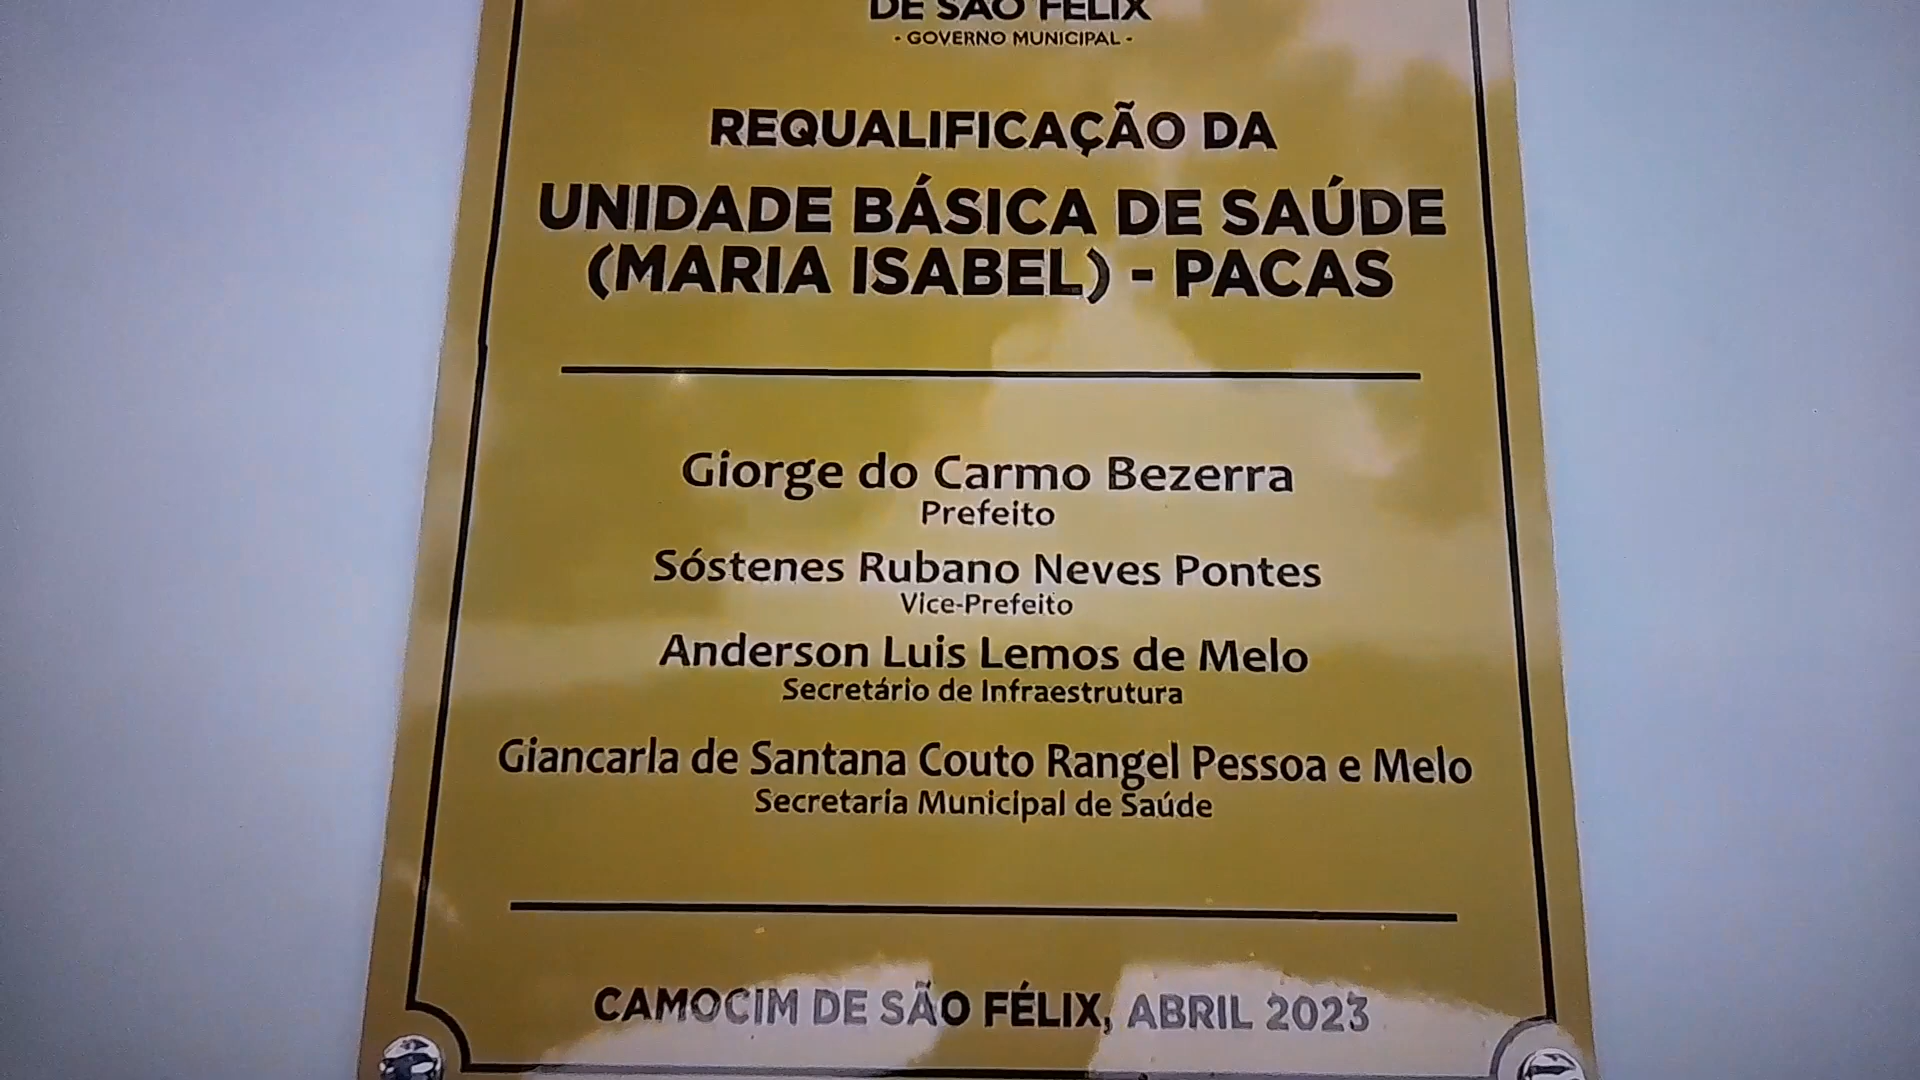 DE SÃO FÉLIX
- GOVERNO MUNICIPAL -
REQUALIFICAÇÃO DA
UNIDADE BÁSICA DE SAÚDE
(MARIA ISABEL) - PACAS
Giorge do Carmo Bezerra
Prefeito
Sóstenes Rubano Neves Pontes
Vice-Prefeito
Anderson Luis Lemos de Melo
Secretário de Infraestrutura
Giancarla de Santana Couto Rangel Pessoa e Melo
Secretaria Municipal de Saúde
CAMOCIM DE SÃO FÉLIX, ABRIL 2023